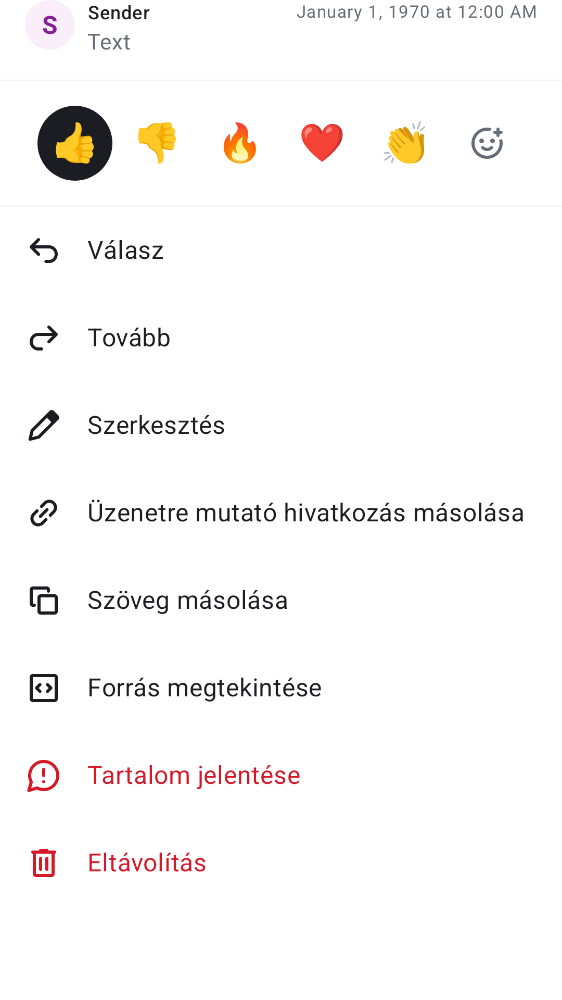 S
Sender
January 1, 1970 at 12:00 AM
Text
Válasz
Tovább
Szerkesztés
Üzenetre mutató hivatkozás másolása
Szöveg másolása
Forrás megtekintése
Tartalom jelentése
Eltávolítás